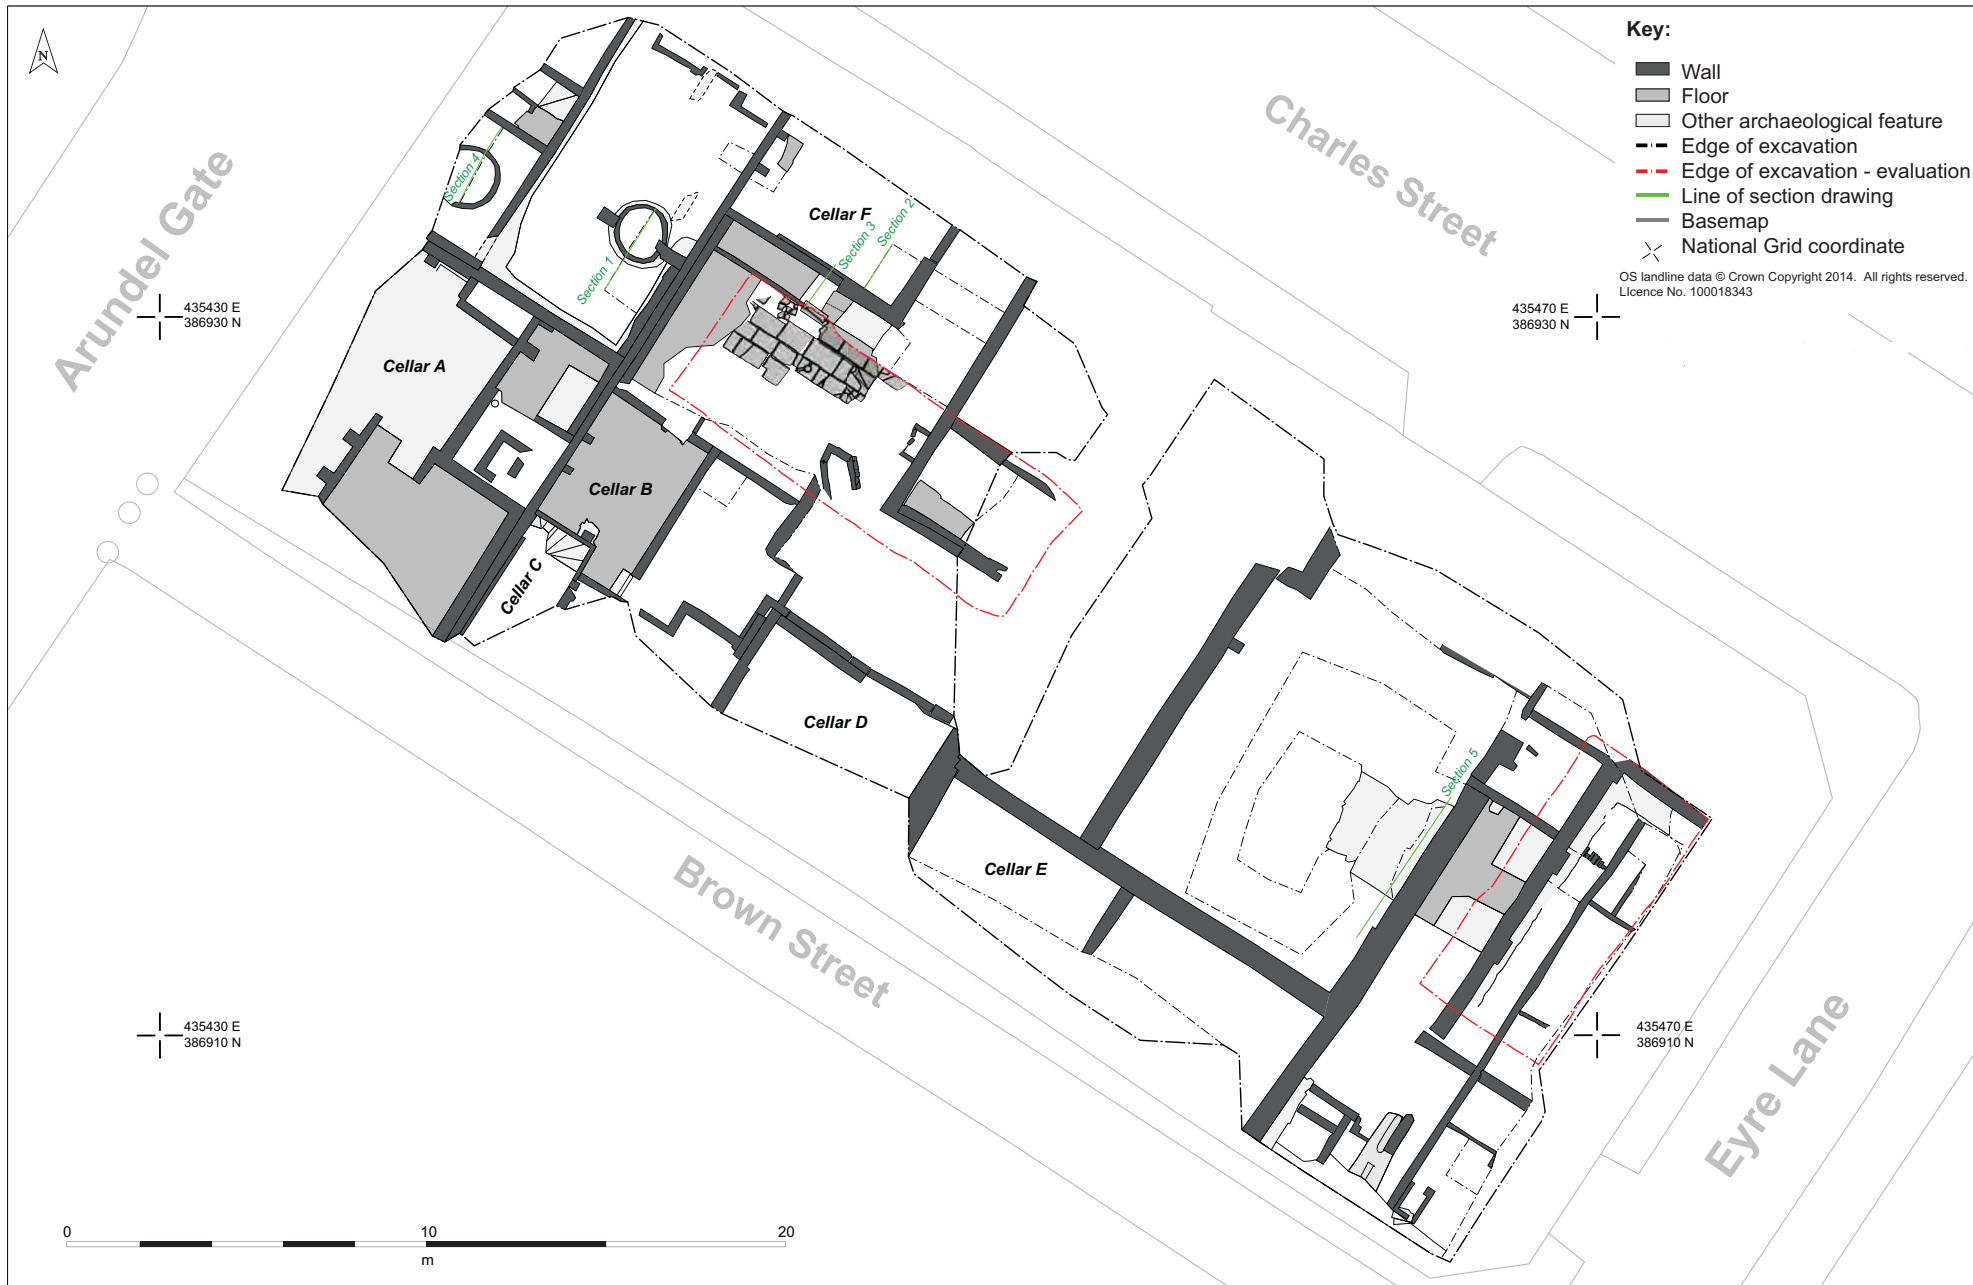 N
Key:
Wall
Floor
Other archaeological feature
Edge of excavation
Edge of excavation - evaluation
Line of section drawing
Basemap
National Grid coordinate
OS landline data © Crown Copyright 2014. All rights reserved.
LIcence No. 100018343
Charles Street
Arundel Gate
Section 4
Cellar F
Section 2
Section 3
Section 1
435430 E
386930 N
435470 E
386930 N
Cellar A
Cellar B
Cellar C
Cellar D
Section 5
Cellar E
Brown Street
435430 E
386910 N
435470 E
386910 N
Eyre Lane
0 10 20
m